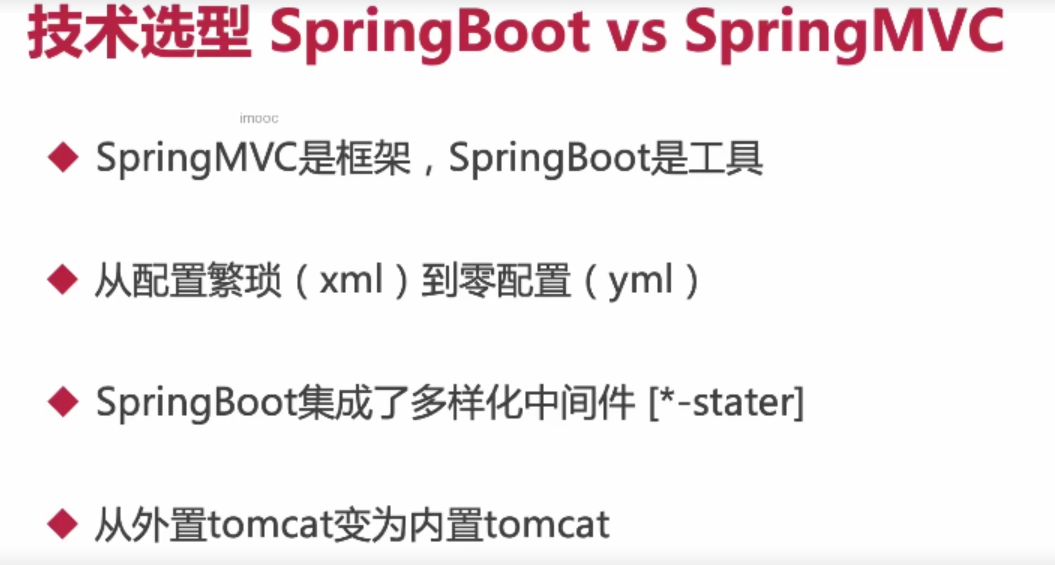 技术选型 SpringBoot vs SpringMVC
imooc
SpringMVC是框架，SpringBoot是工具
从配置繁琐（xml）到零配置（yml）
SpringBoot集成了多样化中间件 [*-stater]
从外置tomcat变为内置tomcat